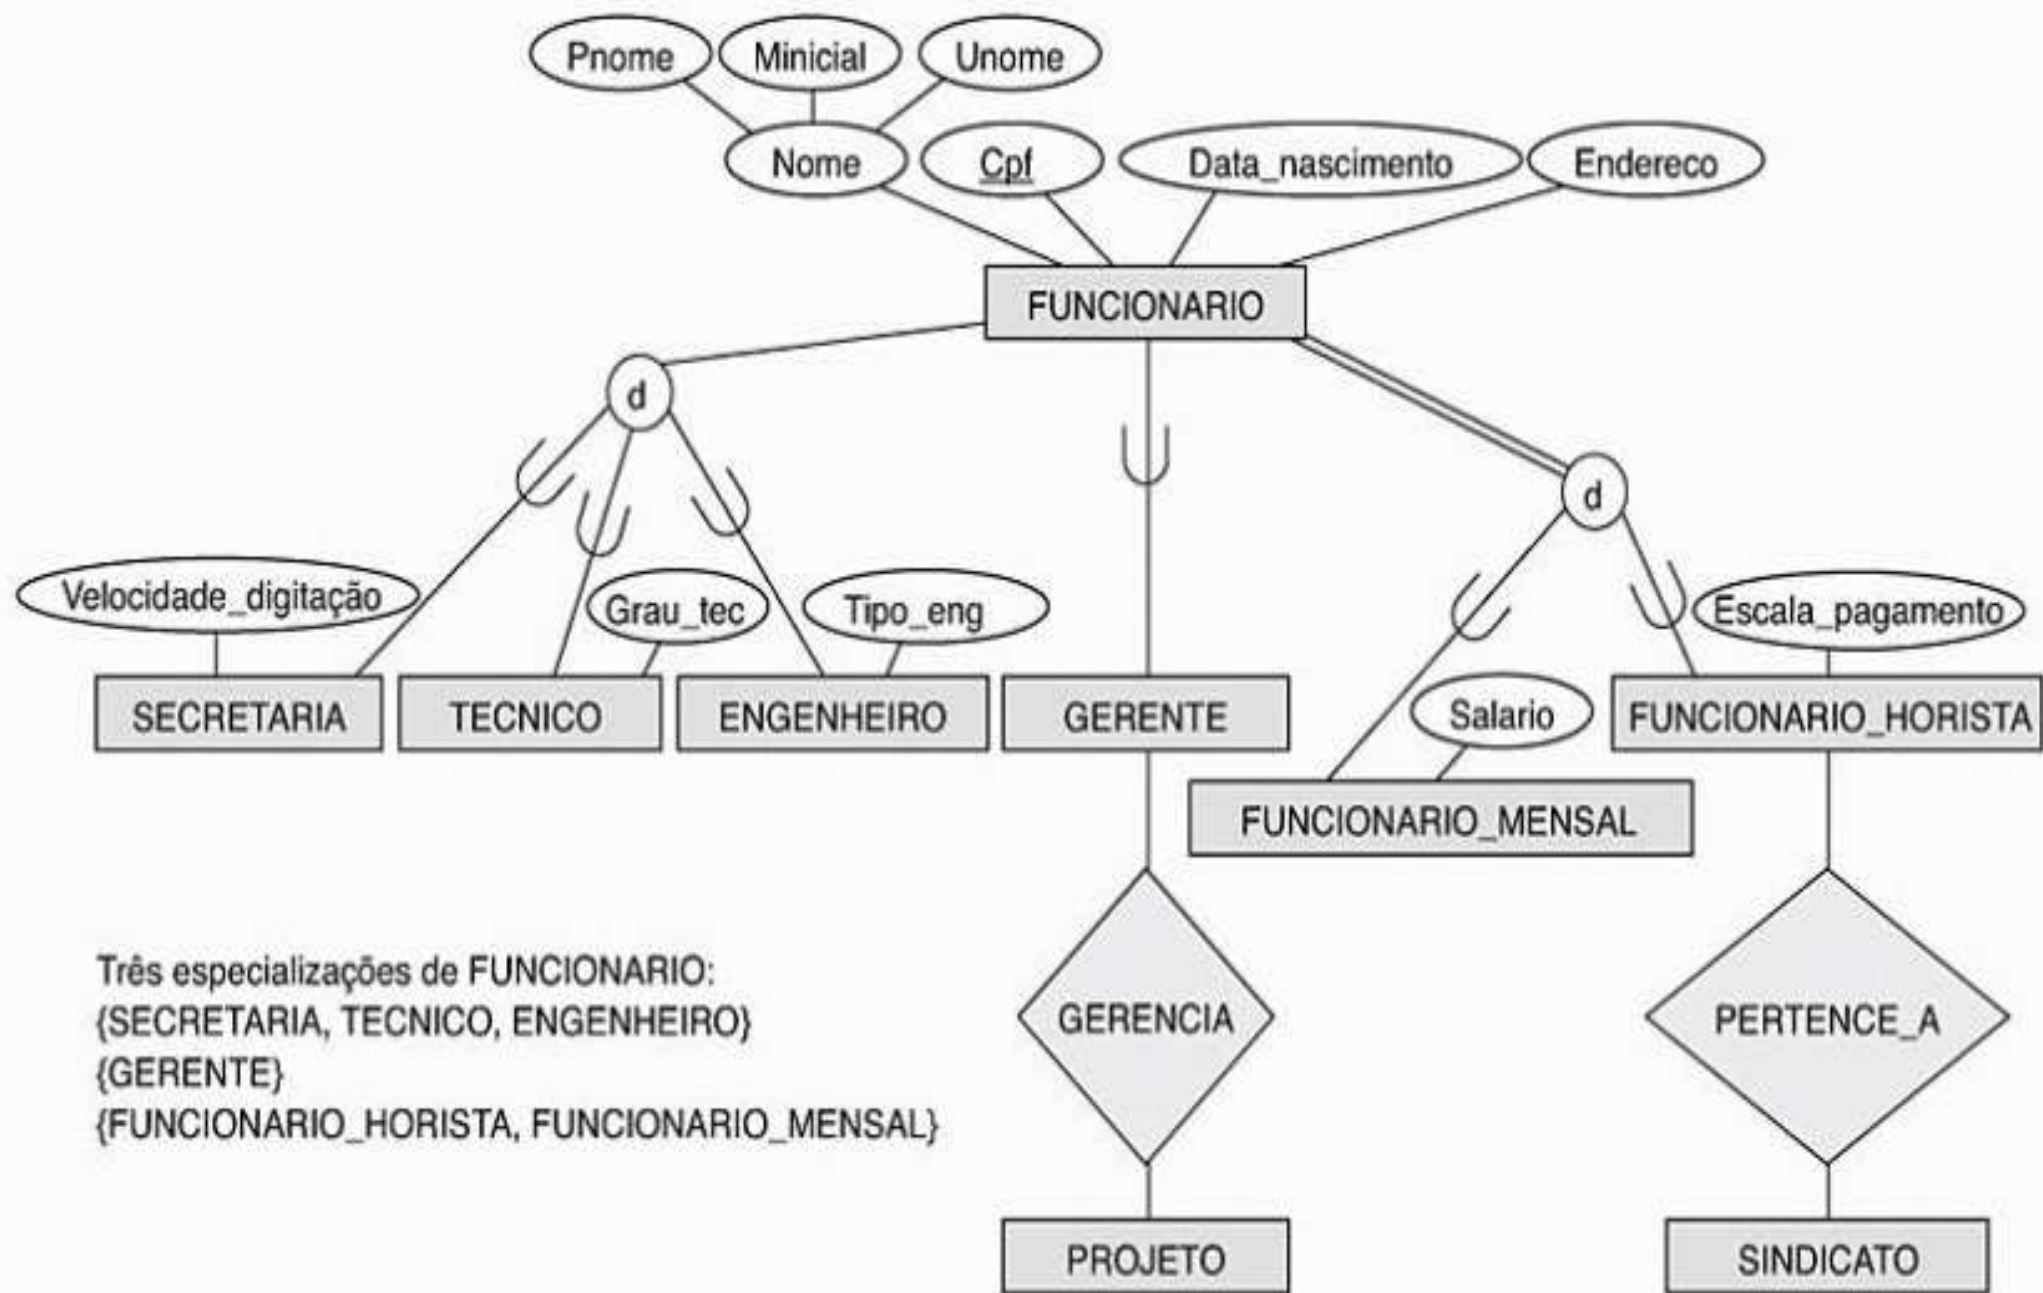 Pnome Minicial Unome
Nome Cpf Data_nascimento Endereco
FUNCIONARIO
d
d
Velocidade_digitação Grau_tec Tipo_eng Escala_pagamento
SECRETARIA TECNICO ENGENHEIRO GERENTE Salario FUNCIONARIO_HORISTA
FUNCIONARIO_MENSAL
Três especializações de FUNCIONARIO:
{SECRETARIA, TECNICO, ENGENHEIRO}
{GERENTE}
{FUNCIONARIO_HORISTA, FUNCIONARIO_MENSAL}
GERENCIA PERTENCE_A
PROJETO SINDICATO